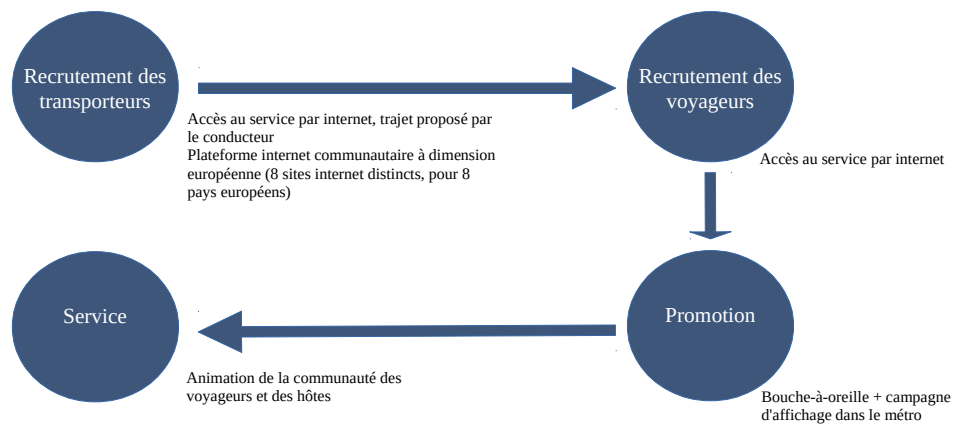 Recrutement des
transporteurs
Recrutement des
voyageurs
Accès au service par internet, trajet proposé par
le conducteur
Plateforme internet communautaire à dimension
européenne (8 sites internet distincts, pour 8
pays européens)
Accès au service par internet
Service
Promotion
Animation de la communauté des
voyageurs et des hôtes
Bouche-à-oreille + campagne
d'affichage dans le métro